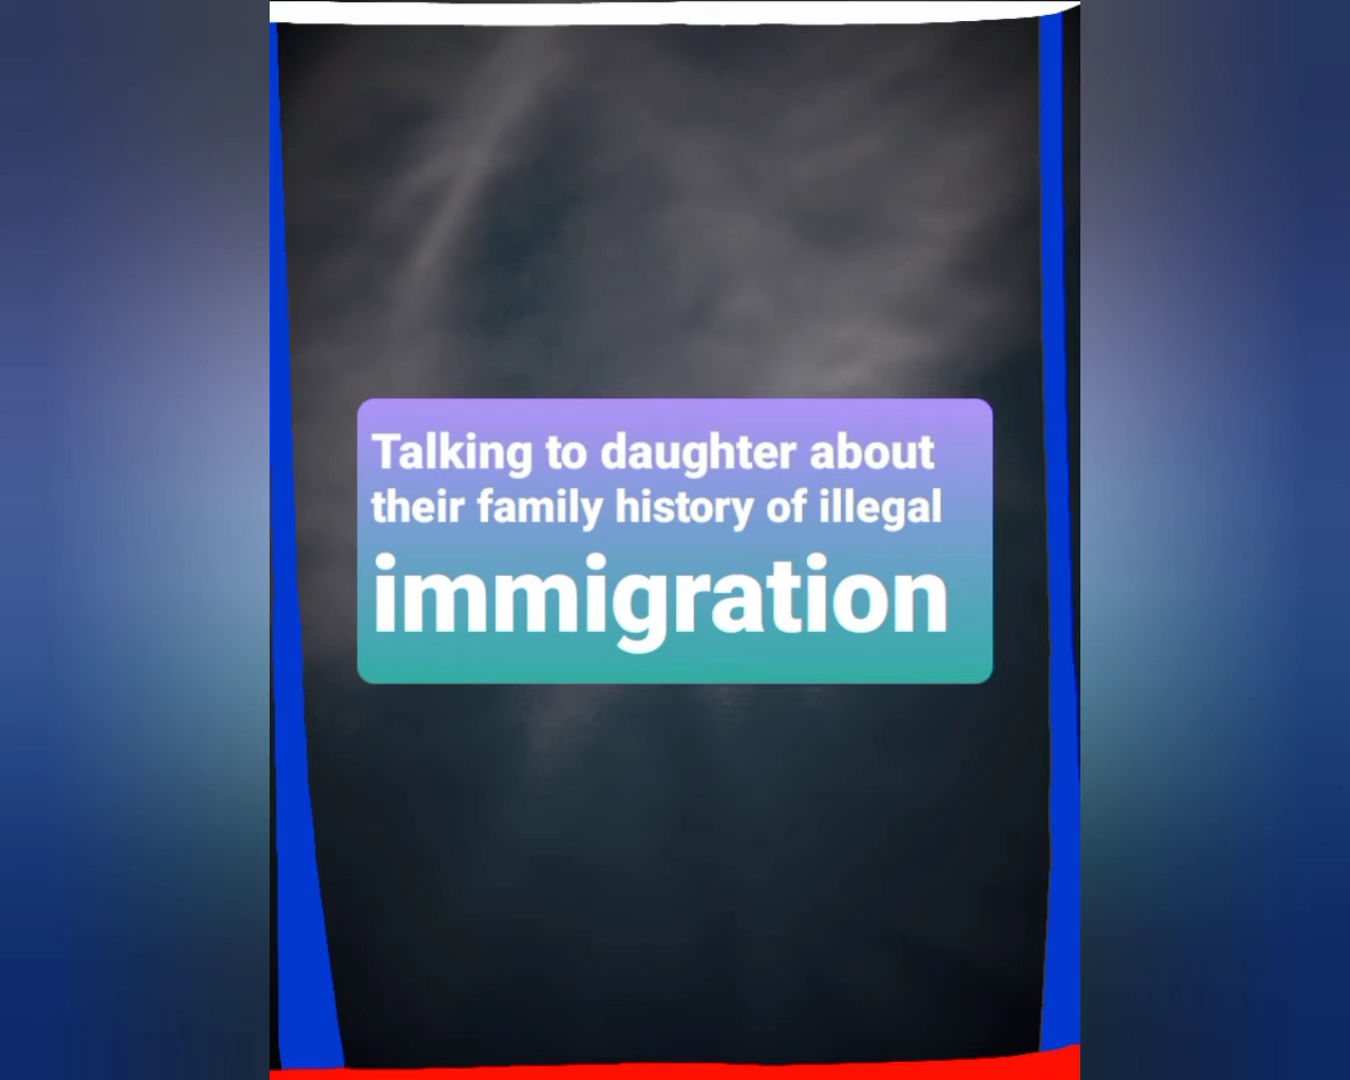 Talking to daughter about
their family history of illegal
immigration